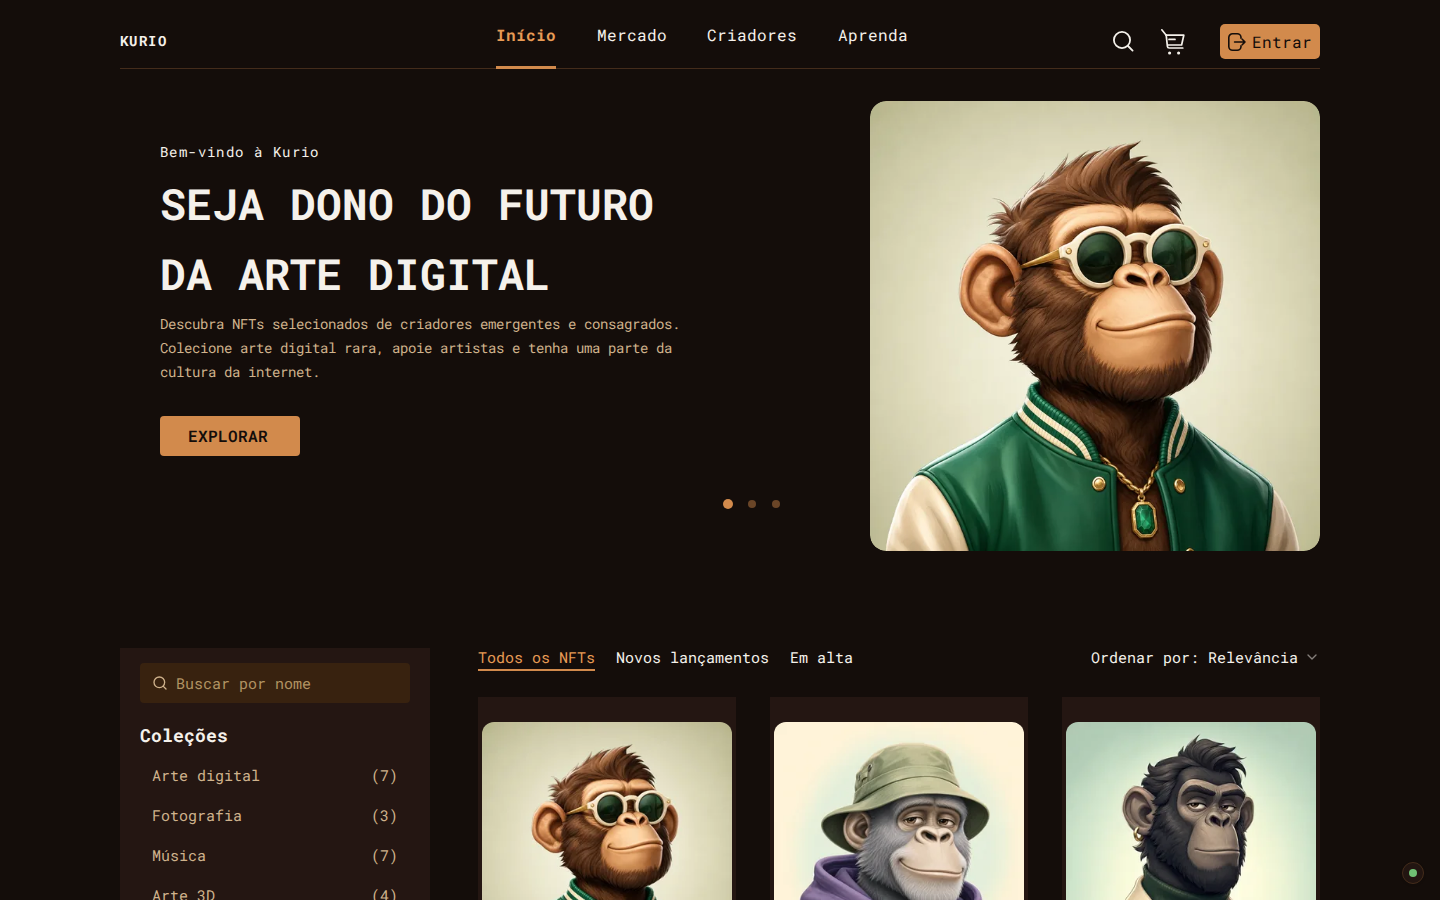 KURIO
Início
Mercado
Criadores
Aprenda
Entrar
Bem-vindo à Kurio
SEJA DONO DO FUTURO
DA ARTE DIGITAL
Descubra NFTs selecionados de criadores emergentes e consagrados.
Colecione arte digital rara, apoie artistas e tenha uma parte da
cultura da internet.
EXPLORAR
Todos os NFTs
Novos lançamentos
Em alta
Ordenar por: Relevância
Buscar por nome
Coleções
Arte digital (7)
Fotografia (3)
Música (7)
Arte 3D (4)